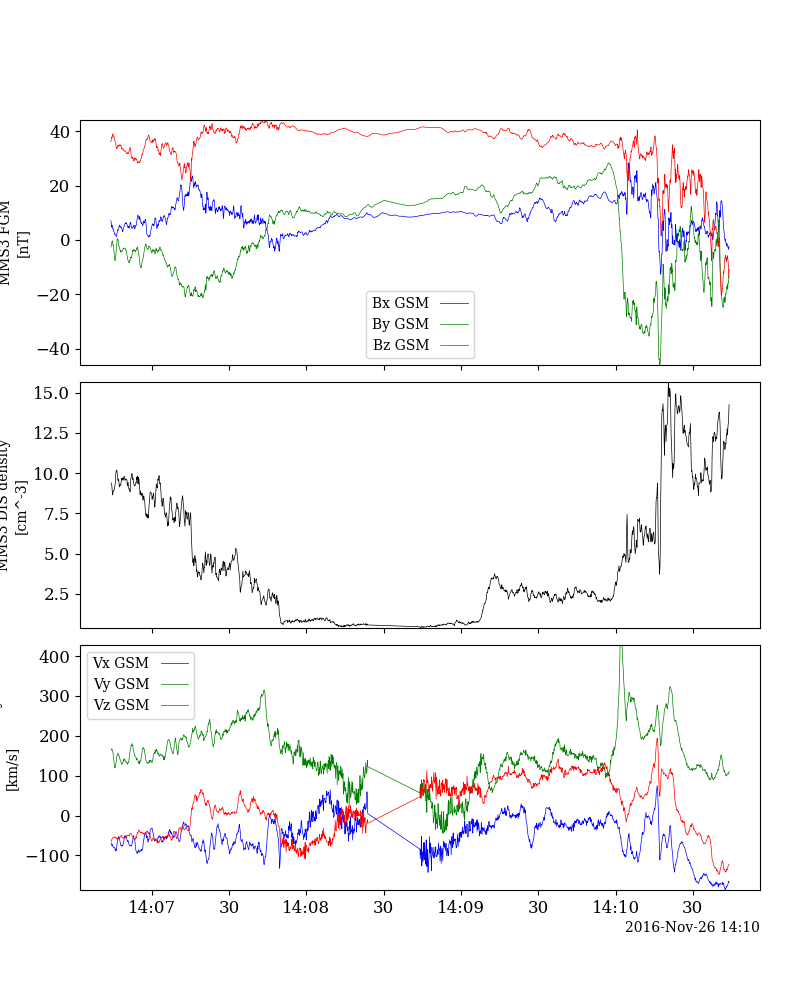 40
20
0
−20
−40
MMS3 FGM
[nT]
Bx GSM
By GSM
Bz GSM
15.0
12.5
10.0
7.5
5.0
2.5
MMS3 DIS density
[cm^-3]
400
300
200
100
0
−100
[km/s]
Vx GSM
Vy GSM
Vz GSM
14:07 30 14:08 30 14:09 30 14:10 30
2016-Nov-26 14:10